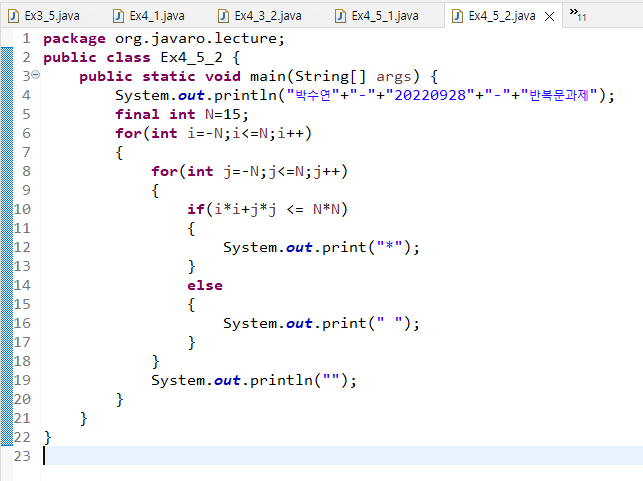 Ex3_5.java Ex4_1.java Ex4_3_2.java Ex4_5_1.java Ex4_5_2.java »11
1 package org.javaro.lecture;
2 public class Ex4_5_2 {
3 public static void main(String[] args) {
4 System.out.println("박수연"+"-"+"20220928"+"-"+"반복문과제");
5 final int N=15;
6 for(int i=-N;i<=N;i++)
7 {
8 for(int j=-N;j<=N;j++)
9 {
10 if(i*i+j*j <= N*N)
11 {
12 System.out.print("*");
13 }
14 else
15 {
16 System.out.print(" ");
17 }
18 }
19 System.out.println("");
20 }
21 }
22 }
23